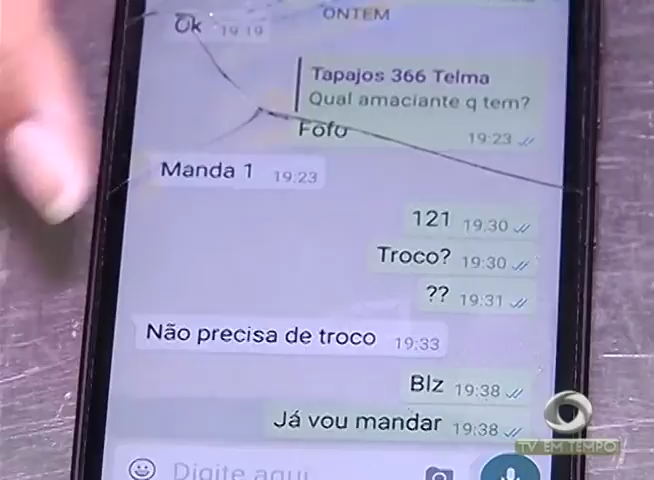 ONTEM
Ok 19:19
Tapajos 366 Telma
Qual amaciante q tem?
Fofo 19:23
Manda 1 19:23
121 19:30
Troco? 19:30
?? 19:31
Não precisa de troco 19:33
Blz 19:38
Já vou mandar 19:38
Digite aqui
TV EM TEMPO